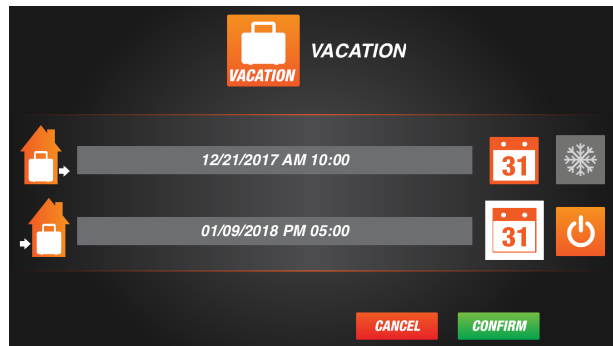 VACATION
VACATION
12/21/2017 AM 10:00
31
01/09/2018 PM 05:00
31
CANCEL
CONFIRM